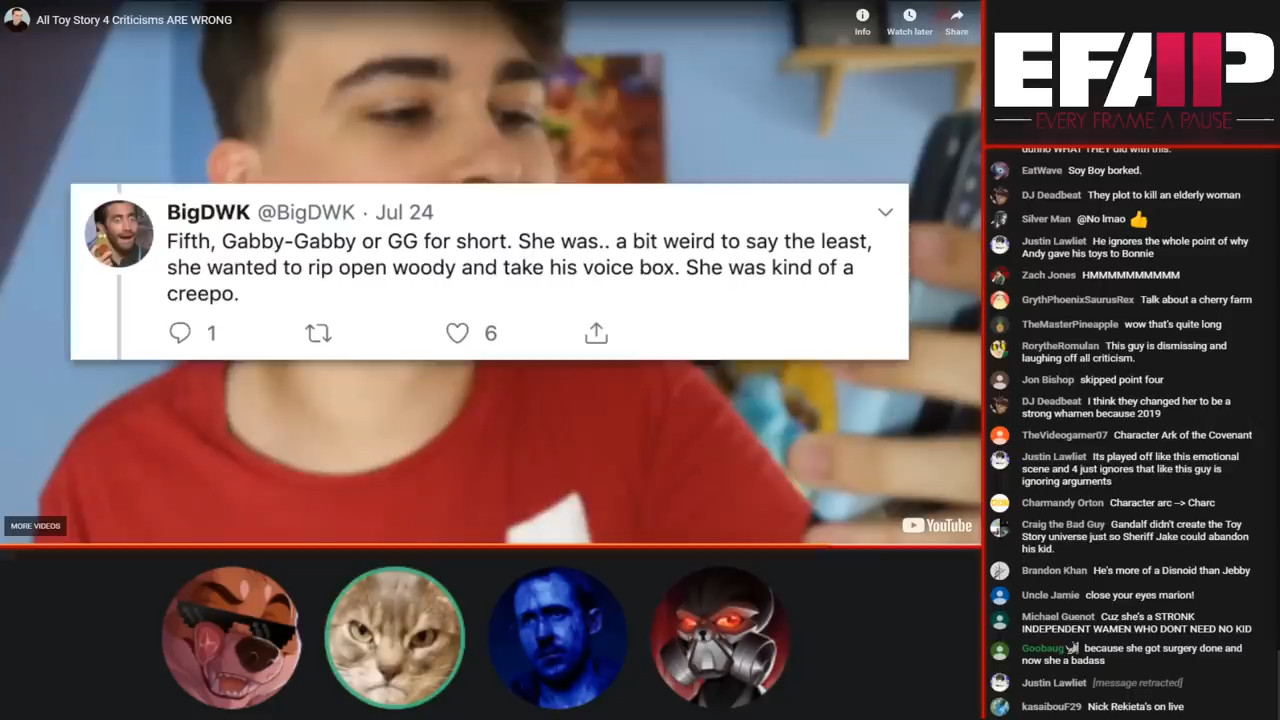 All Toy Story 4 Criticisms ARE WRONG
Info
Watch later
Share
BigDWK @BigDWK · Jul 24
Fifth, Gabby-Gabby or GG for short. She was.. a bit weird to say the least,
she wanted to rip open woody and take his voice box. She was kind of a
creepo.
1
6
MORE VIDEOS
YouTube
EFAP
EVERY FRAME A PAUSE
dunno WHAT THEY did with this.
EatWave Soy Boy borked.
DJ Deadbeat They plot to kill an elderly woman
Silver Man @No lmao 👍
Justin Lawliet He ignores the whole point of why
Andy gave his toys to Bonnie
Zach Jones HMMMMMMMMMM
GrythPhoenixSaurusRex Talk about a cherry farm
TheMasterPineapple wow that's quite long
RorytheRomulan This guy is dismissing and
laughing off all criticism.
Jon Bishop skipped point four
DJ Deadbeat I think they changed her to be a
strong whamen because 2019
TheVideogamer07 Character Ark of the Covenant
Justin Lawliet Its played off like this emotional
scene and 4 just ignores that like this guy is
ignoring arguments
Charmandy Orton Character arc --> Charc
Craig the Bad Guy Gandalf didn't create the Toy
Story universe just so Sheriff Jake could abandon
his kid.
Brandon Khan He's more of a Disnoid than Jebby
Uncle Jamie close your eyes marion!
Michael Guenot Cuz she's a STRONK
INDEPENDENT WAMEN WHO DONT NEED NO KID
Goobaug because she got surgery done and
now she a badass
Justin Lawliet [message retracted]
kasaibouF29 Nick Rekieta's on live